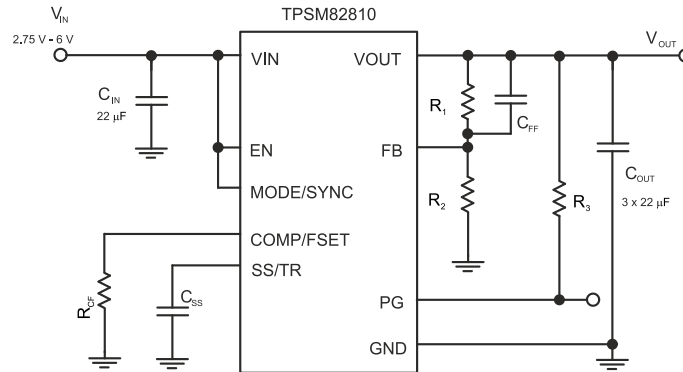 TPSM82810
V_IN
2.75 V - 6 V
VIN
VOUT
V_OUT
C_IN
22 µF
R_1
C_FF
EN
FB
C_OUT
3 x 22 µF
MODE/SYNC
R_2
R_3
COMP/FSET
SS/TR
R_CF
C_SS
PG
GND